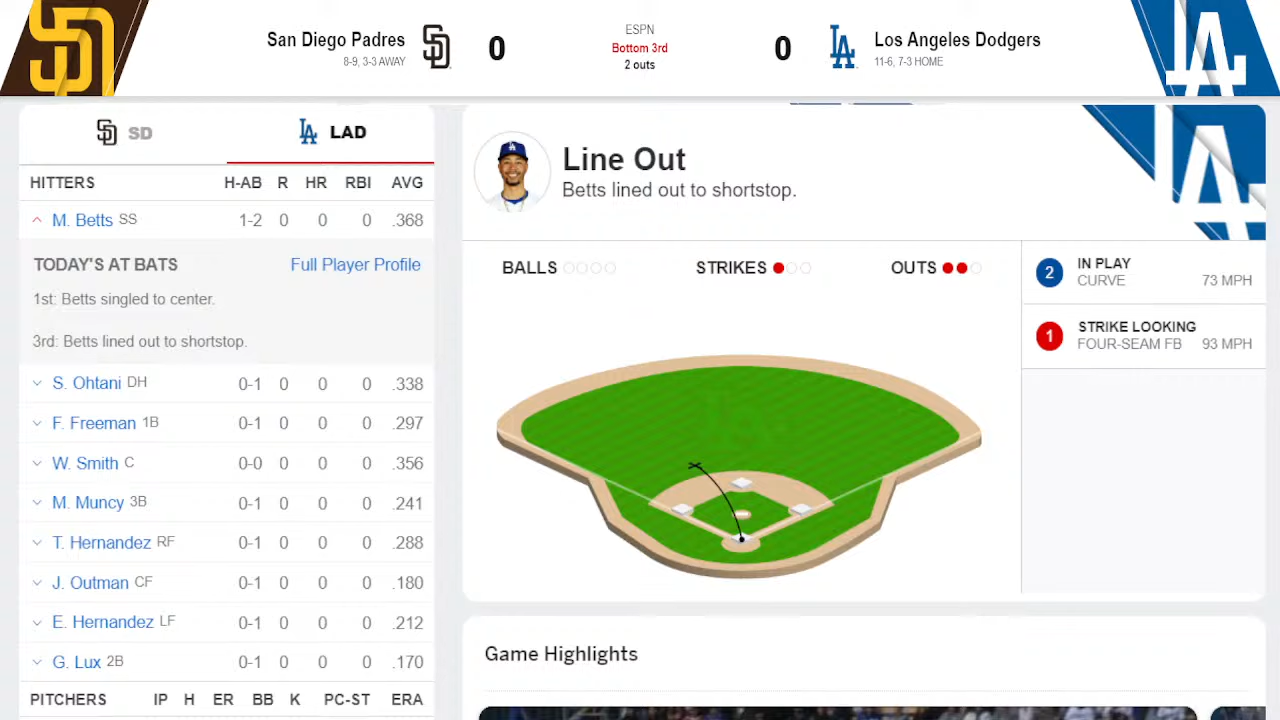 San Diego Padres
8-9, 3-3 AWAY
0
ESPN
Bottom 3rd
2 outs
0
Los Angeles Dodgers
11-6, 7-3 HOME
SD
LAD
HITTERS H-AB R HR RBI AVG
M. Betts SS 1-2 0 0 0 .368
TODAY'S AT BATS Full Player Profile
1st: Betts singled to center.
3rd: Betts lined out to shortstop.
S. Ohtani DH 0-1 0 0 0 .338
F. Freeman 1B 0-1 0 0 0 .297
W. Smith C 0-0 0 0 0 .356
M. Muncy 3B 0-1 0 0 0 .241
T. Hernandez RF 0-1 0 0 0 .288
J. Outman CF 0-1 0 0 0 .180
E. Hernandez LF 0-1 0 0 0 .212
G. Lux 2B 0-1 0 0 0 .170
PITCHERS IP H ER BB K PC-ST ERA
Line Out
Betts lined out to shortstop.
BALLS STRIKES OUTS
2 IN PLAY
CURVE 73 MPH
1 STRIKE LOOKING
FOUR-SEAM FB 93 MPH
Game Highlights